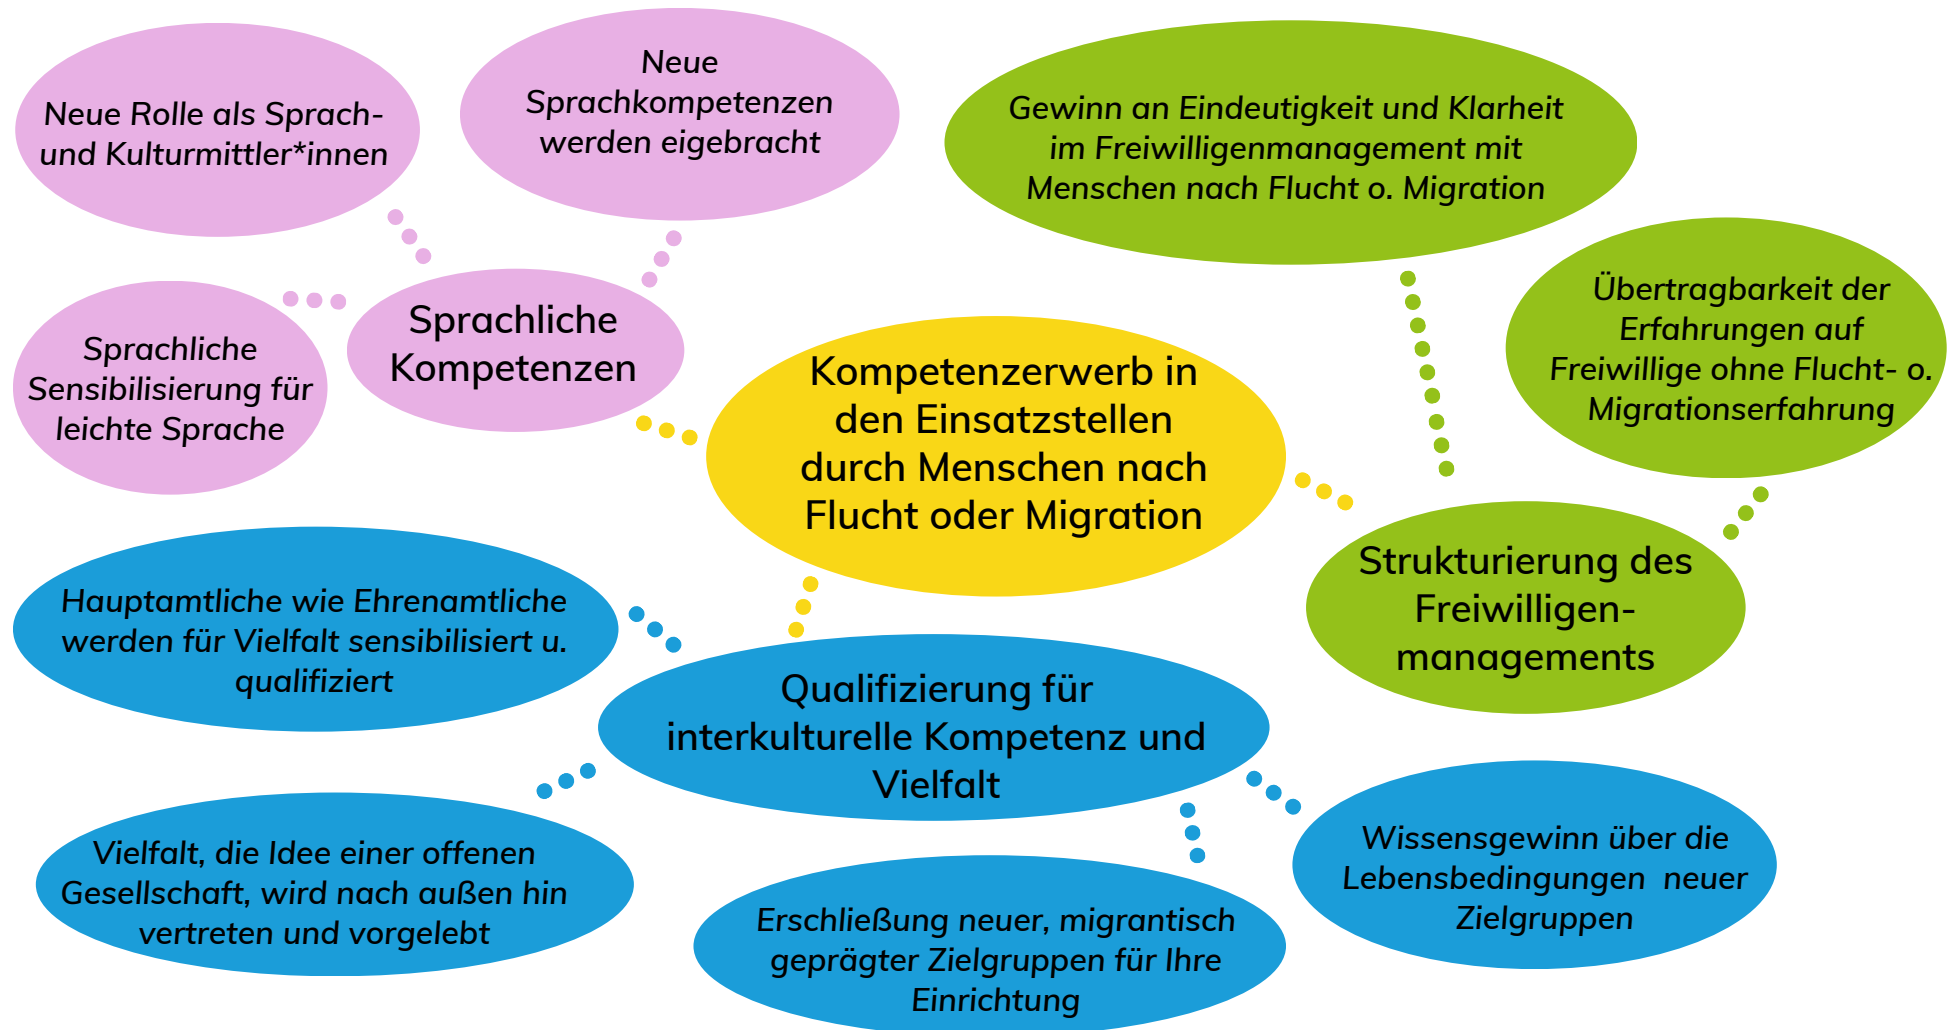 Neue Rolle als Sprach-
und Kulturmittler*innen
Neue
Sprachkompetenzen
werden eigebracht
Gewinn an Eindeutigkeit und Klarheit
im Freiwilligenmanagement mit
Menschen nach Flucht o. Migration
Sprachliche
Sensibilisierung für
leichte Sprache
Sprachliche
Kompetenzen
Übertragbarkeit der
Erfahrungen auf
Freiwillige ohne Flucht- o.
Migrationserfahrung
Kompetenzerwerb in
den Einsatzstellen
durch Menschen nach
Flucht oder Migration
Strukturierung des
Freiwilligen-
managements
Hauptamtliche wie Ehrenamtliche
werden für Vielfalt sensibilisiert u.
qualifiziert
Qualifizierung für
interkulturelle Kompetenz und
Vielfalt
Vielfalt, die Idee einer offenen
Gesellschaft, wird nach außen hin
vertreten und vorgelebt
Erschließung neuer, migrantisch
geprägter Zielgruppen für Ihre
Einrichtung
Wissensgewinn über die
Lebensbedingungen  neuer
Zielgruppen